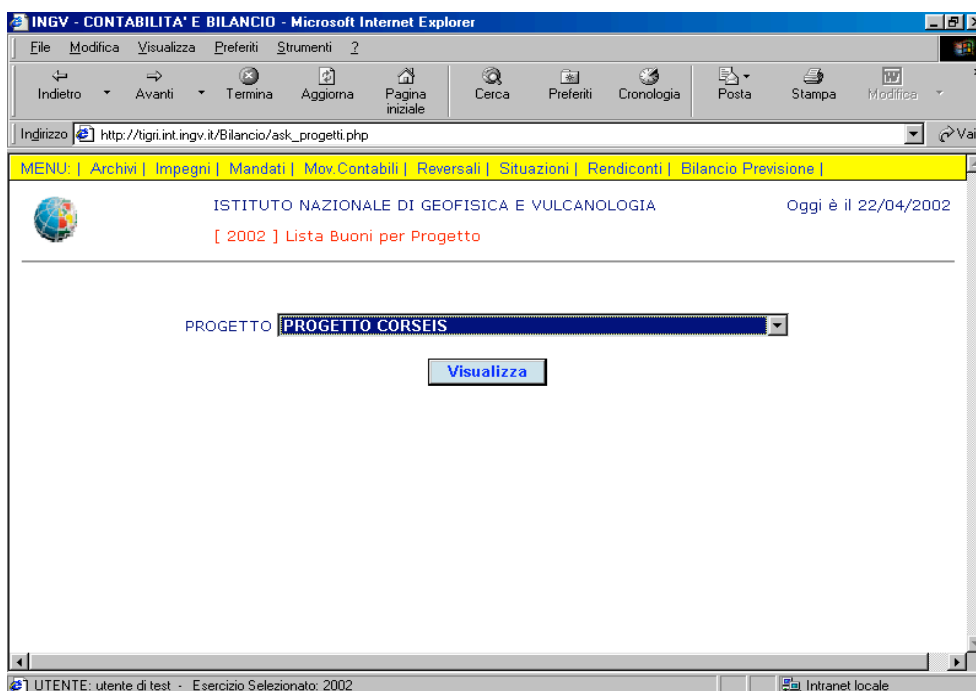 INGV - CONTABILITA' E BILANCIO - Microsoft Internet Explorer
File Modifica Visualizza Preferiti Strumenti ?
Indietro Avanti Termina Aggiorna Pagina iniziale Cerca Preferiti Cronologia Posta Stampa Modifica
Indirizzo http://tigri.int.ingv.it/Bilancio/ask_progetti.php Vai
MENU: | Archivi | Impegni | Mandati | Mov.Contabili | Reversali | Situazioni | Rendiconti | Bilancio Previsione |
ISTITUTO NAZIONALE DI GEOFISICA E VULCANOLOGIA Oggi è il 22/04/2002
[ 2002 ] Lista Buoni per Progetto
PROGETTO PROGETTO CORSEIS
Visualizza
UTENTE: utente di test - Esercizio Selezionato: 2002 Intranet locale